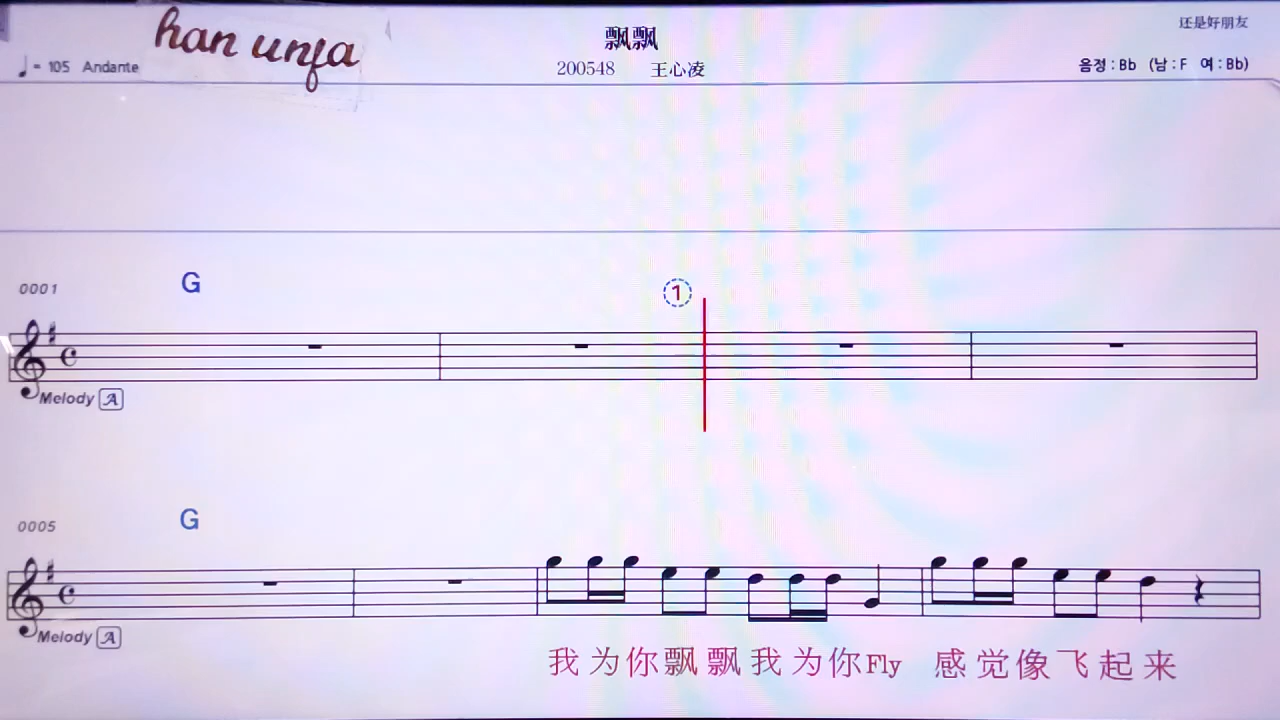 han unfa
飘飘
还是好朋友
♩= 105 Andante
200548 王心凌
음정 : Bb (남 : F 여 : Bb)
0001
G
1
Melody A
0005
G
Melody A
我为你飘飘我为你Fly 感觉像飞起来